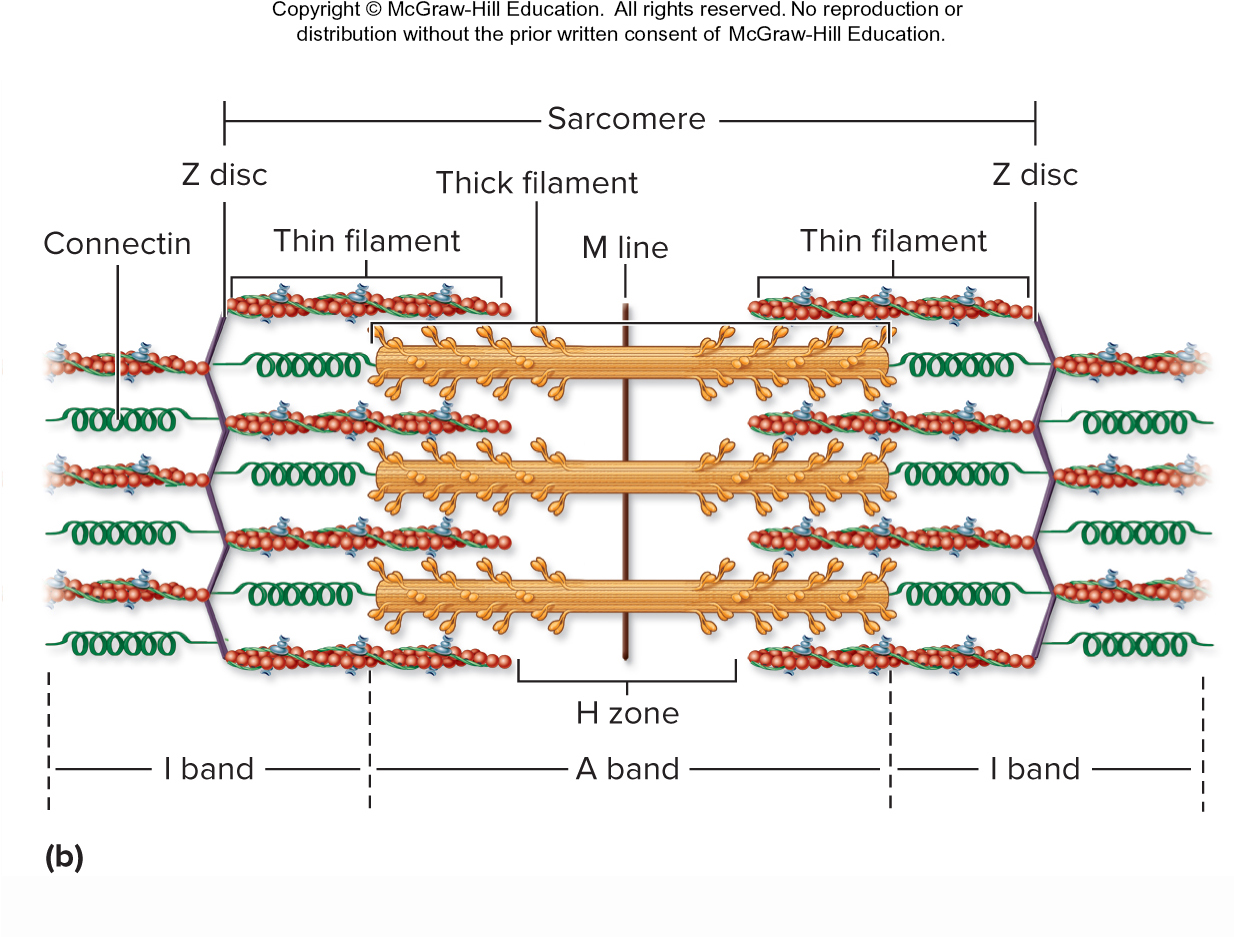 Copyright © McGraw-Hill Education. All rights reserved. No reproduction or
distribution without the prior written consent of McGraw-Hill Education.
Sarcomere
Z disc
Thick filament
Z disc
Connectin
Thin filament
M line
Thin filament
H zone
I band
A band
I band
(b)